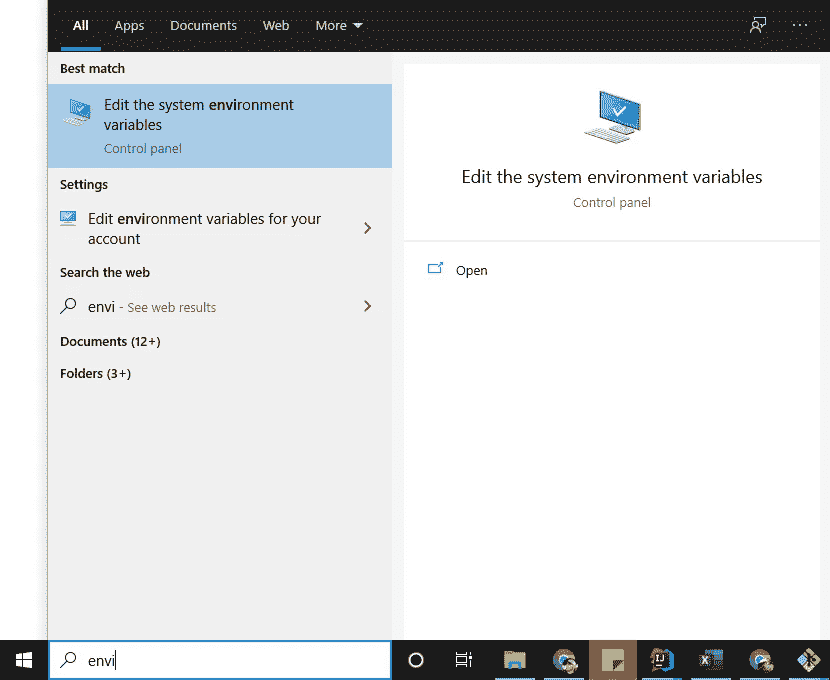 All Apps Documents Web More
Best match
Edit the system environment
variables
Control panel
Settings
Edit environment variables for your
account
Search the web
envi - See web results
Documents (12+)
Folders (3+)
Edit the system environment variables
Control panel
Open
envi